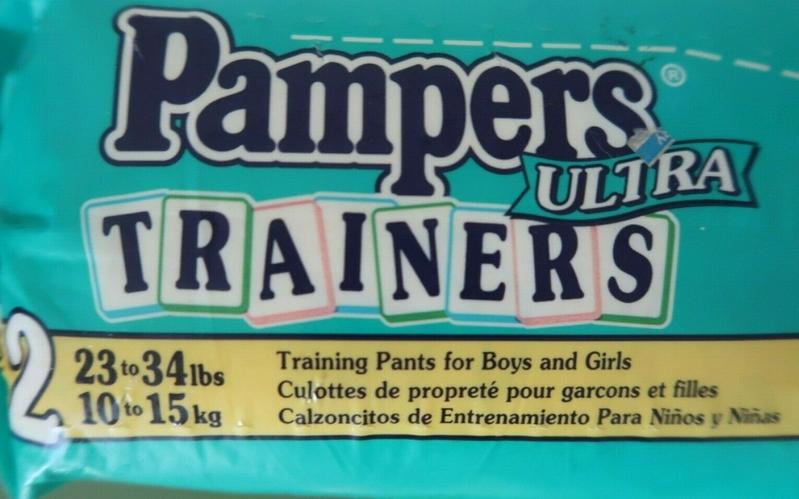 Pampers®
ULTRA
TRAINERS
2
23 to 34 lbs
10 to 15 kg
Training Pants for Boys and Girls
Culottes de propreté pour garcons et filles
Calzoncitos de Entrenamiento Para Niños y Niñas